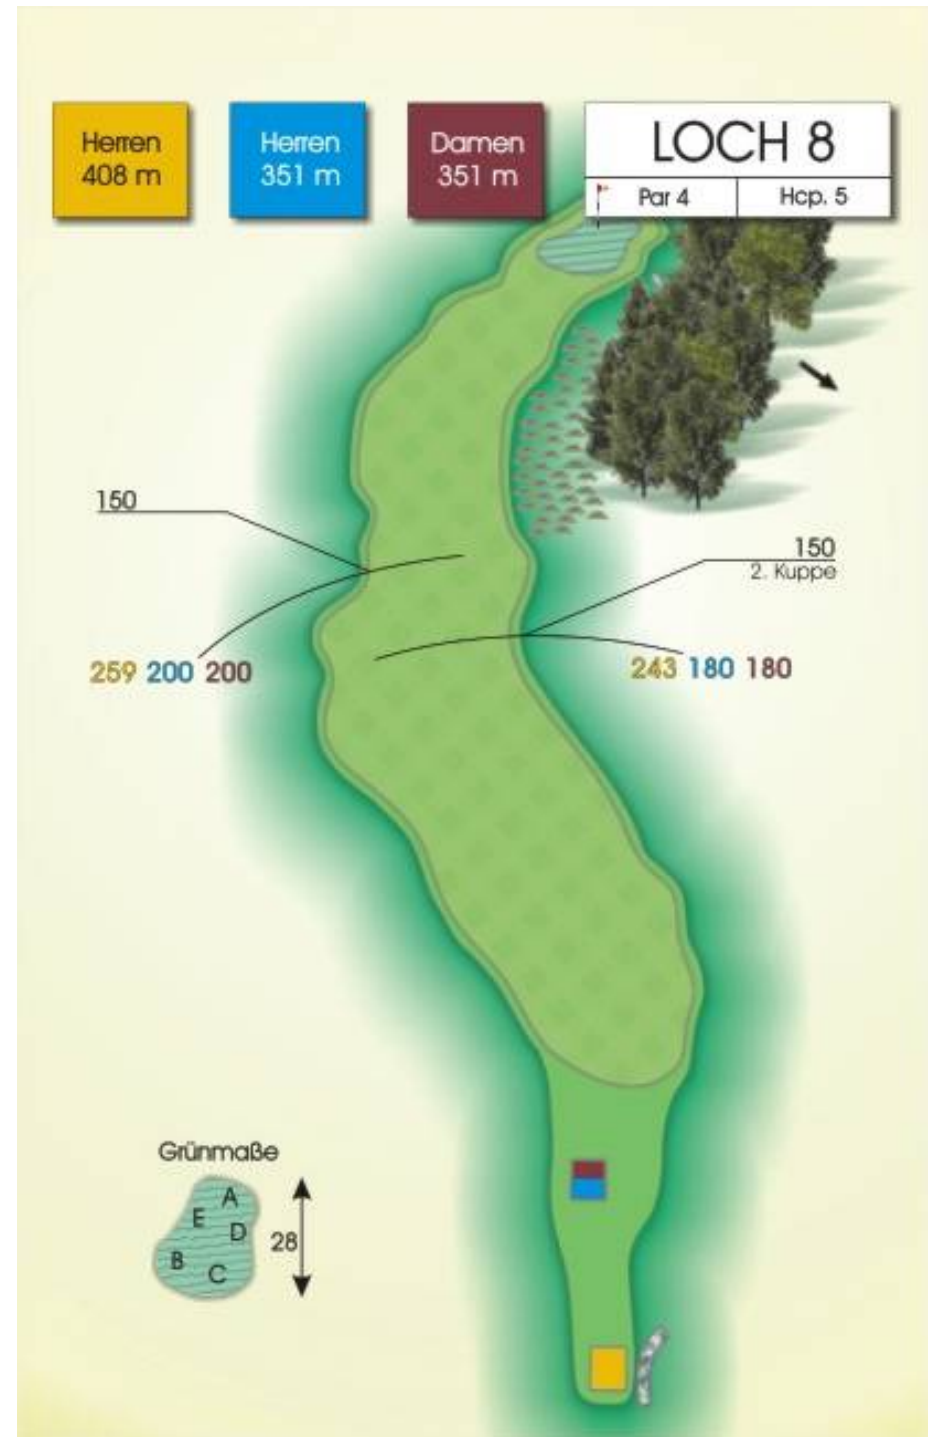 Herren
408 m
Herren
351 m
Damen
351 m
LOCH 8
Par 4
Hcp. 5
150
150
2. Kuppe
259 200 200
243 180 180
Grünmaße
A
E
D
B
C
28